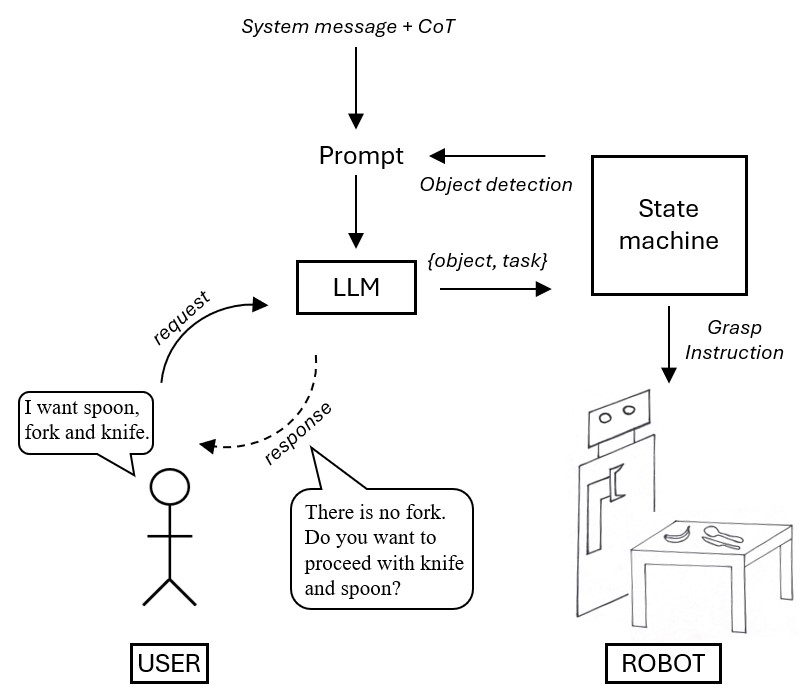 System message + CoT
Prompt
Object detection
State
machine
{object, task}
LLM
request
Grasp
Instruction
I want spoon,
fork and knife.
response
There is no fork.
Do you want to
proceed with knife
and spoon?
USER
ROBOT